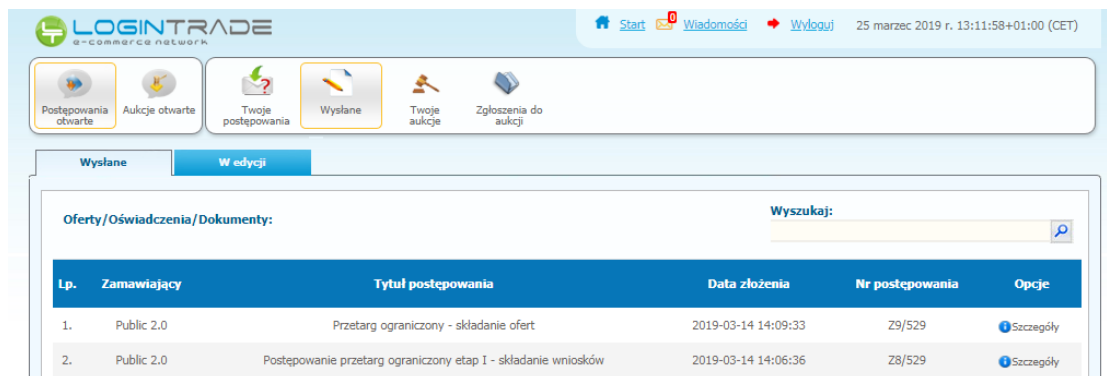 LOGINTRADE
e-commerce network
Start 0 Wiadomości Wyloguj 25 marzec 2019 r. 13:11:58+01:00 (CET)
Postępowania otwarte Aukcje otwarte Twoje postępowania Wysłane Twoje aukcje Zgłoszenia do aukcji
Wysłane W edycji
Oferty/Oświadczenia/Dokumenty: Wyszukaj:
Lp. Zamawiający Tytuł postępowania Data złożenia Nr postępowania Opcje
1. Public 2.0 Przetarg ograniczony - składanie ofert 2019-03-14 14:09:33 Z9/529 Szczegóły
2. Public 2.0 Postępowanie przetarg ograniczony etap I - składanie wniosków 2019-03-14 14:06:36 Z8/529 Szczegóły